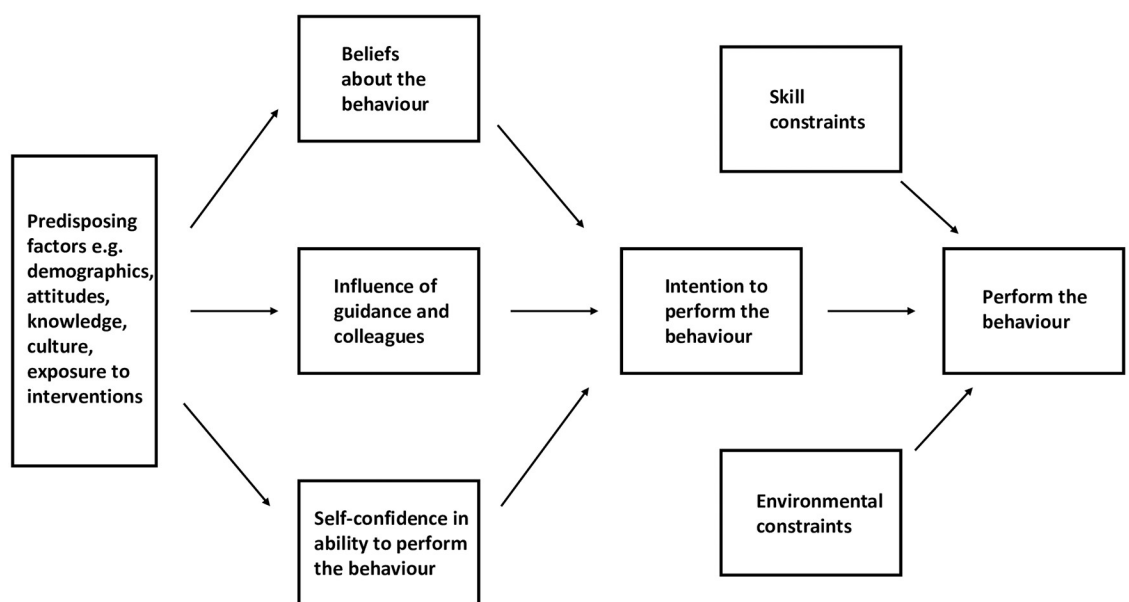 Predisposing
factors e.g.
demographics,
attitudes,
knowledge,
culture,
exposure to
interventions
Beliefs
about the
behaviour
Influence of
guidance and
colleagues
Self-confidence in
ability to perform
the behaviour
Intention to
perform the
behaviour
Skill
constraints
Environmental
constraints
Perform the
behaviour